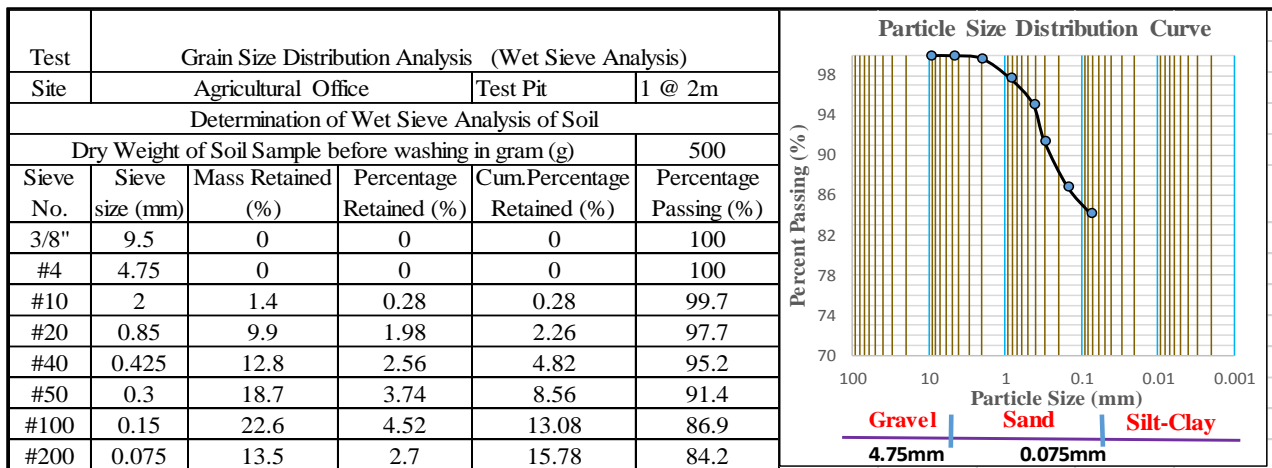 Test Grain Size Distribution Analysis (Wet Sieve Analysis)
Site Agricultural Office Test Pit 1 @ 2m
Determination of Wet Sieve Analysis of Soil
Dry Weight of Soil Sample before washing in gram (g) 500
Sieve Sieve Mass Retained Percentage Cum.Percentage Percentage
No. size (mm) (%) Retained (%) Retained (%) Passing (%)
3/8" 9.5 0 0 0 100
#4 4.75 0 0 0 100
#10 2 1.4 0.28 0.28 99.7
#20 0.85 9.9 1.98 2.26 97.7
#40 0.425 12.8 2.56 4.82 95.2
#50 0.3 18.7 3.74 8.56 91.4
#100 0.15 22.6 4.52 13.08 86.9
#200 0.075 13.5 2.7 15.78 84.2
Particle Size Distribution Curve
Percent Passing (%)
98
94
90
86
82
78
74
70
100 10 1 0.1 0.01 0.001
Particle Size (mm)
Gravel Sand Silt-Clay
4.75mm 0.075mm